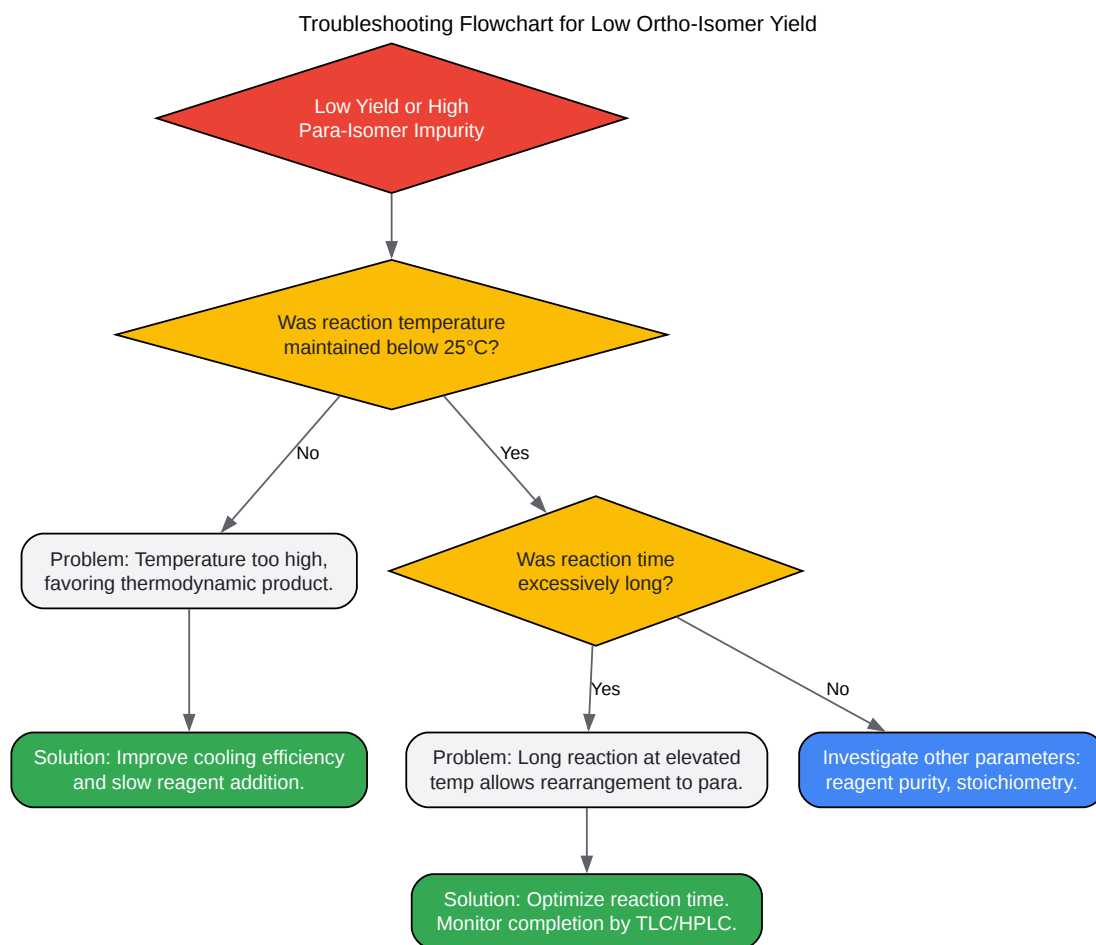 Troubleshooting Flowchart for Low Ortho-Isomer Yield
Low Yield or High
Para-Isomer Impurity
Was reaction temperature
maintained below 25°C?
No
Yes
Problem: Temperature too high,
favoring thermodynamic product.
Was reaction time
excessively long?
Yes
No
Solution: Improve cooling efficiency
and slow reagent addition.
Problem: Long reaction at elevated
temp allows rearrangement to para.
Investigate other parameters:
reagent purity, stoichiometry.
Solution: Optimize reaction time.
Monitor completion by TLC/HPLC.